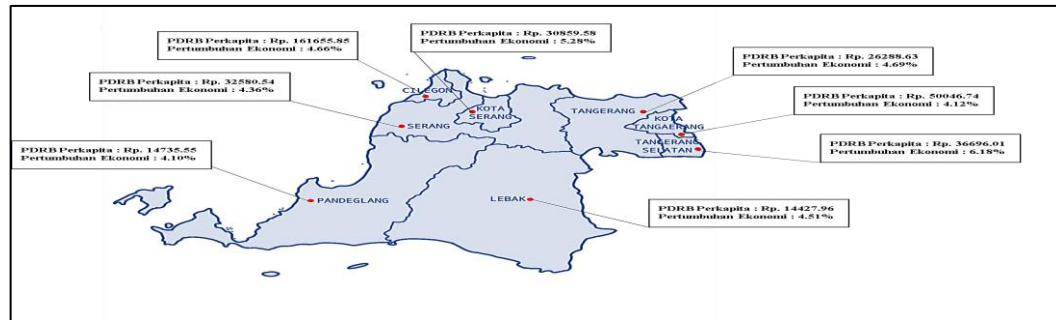 PDRB Perkapita : Rp. 161655.85
Pertumbuhan Ekonomi : 4.66%
PDRB Perkapita : Rp. 30859.58
Pertumbuhan Ekonomi : 5.28%
PDRB Perkapita : Rp. 26288.63
Pertumbuhan Ekonomi : 4.69%
PDRB Perkapita : Rp. 32580.54
Pertumbuhan Ekonomi : 4.36%
PDRB Perkapita : Rp. 50046.74
Pertumbuhan Ekonomi : 4.12%
PDRB Perkapita : Rp. 14735.55
Pertumbuhan Ekonomi : 4.10%
PDRB Perkapita : Rp. 36696.01
Pertumbuhan Ekonomi : 6.18%
PDRB Perkapita : Rp. 14427.96
Pertumbuhan Ekonomi : 4.51%
CILEGON
KOTA
SERANG
SERANG
TANGERANG
KOTA
TANGAERANG
TANGERANG
SELATAN
PANDEGLANG
LEBAK